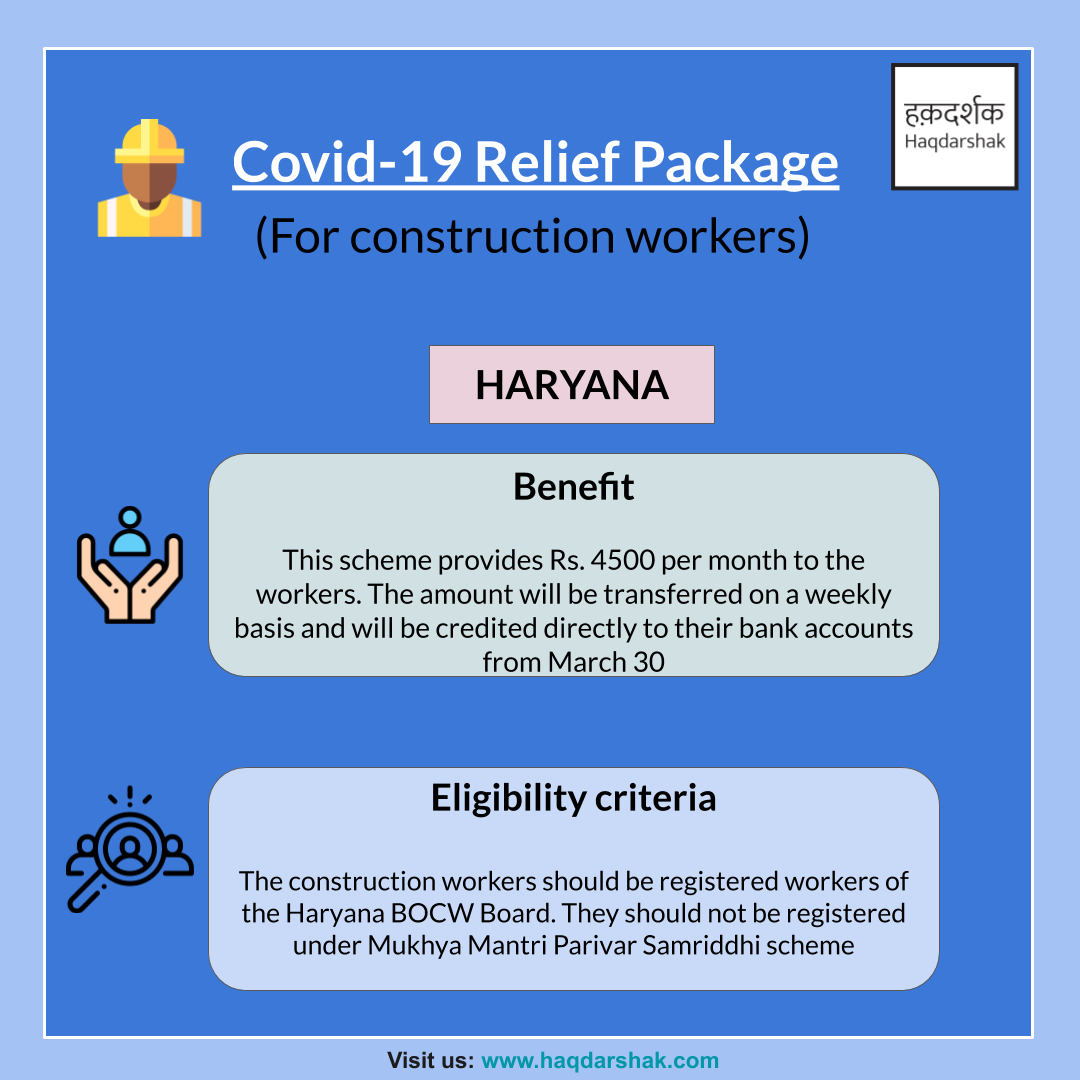 हक़दर्शक
Haqdarshak
Covid-19 Relief Package
(For construction workers)
HARYANA
Benefit
This scheme provides Rs. 4500 per month to the
workers. The amount will be transferred on a weekly
basis and will be credited directly to their bank accounts
from March 30
Eligibility criteria
The construction workers should be registered workers of
the Haryana BOCW Board. They should not be registered
under Mukhya Mantri Parivar Samriddhi scheme
Visit us: www.haqdarshak.com